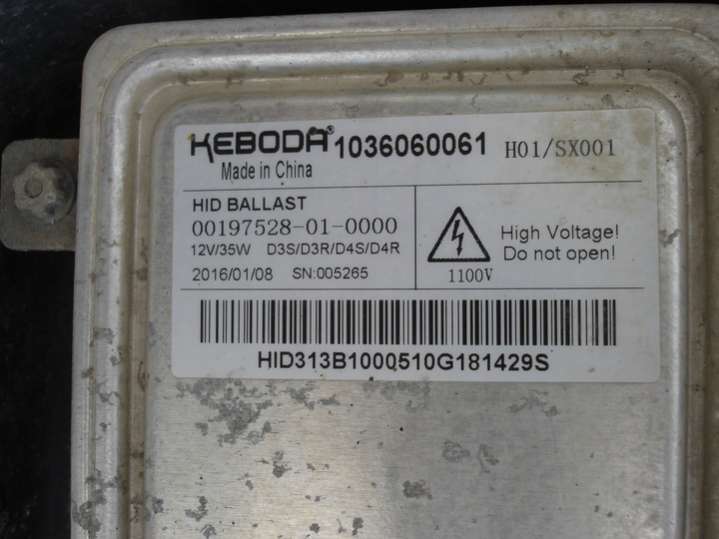 KEBODA® 1036060061 H01/SX001
Made in China
HID BALLAST
00197528-01-0000
12V/35W D3S/D3R/D4S/D4R
2016/01/08 SN:005265
High Voltage!
Do not open!
1100V
HID313B1000510G181429S